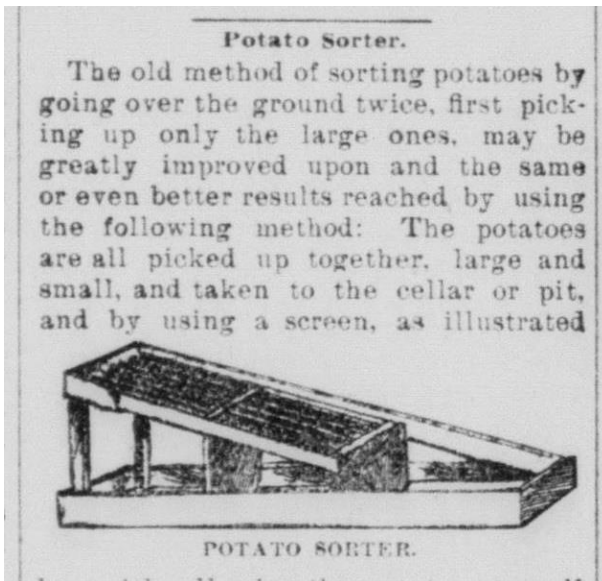 Potato Sorter.
The old method of sorting potatoes by
going over the ground twice, first pick-
ing up only the large ones, may be
greatly improved upon and the same
or even better results reached by using
the following method: The potatoes
are all picked up together, large and
small, and taken to the cellar or pit,
and by using a screen, as illustrated
POTATO SORTER.